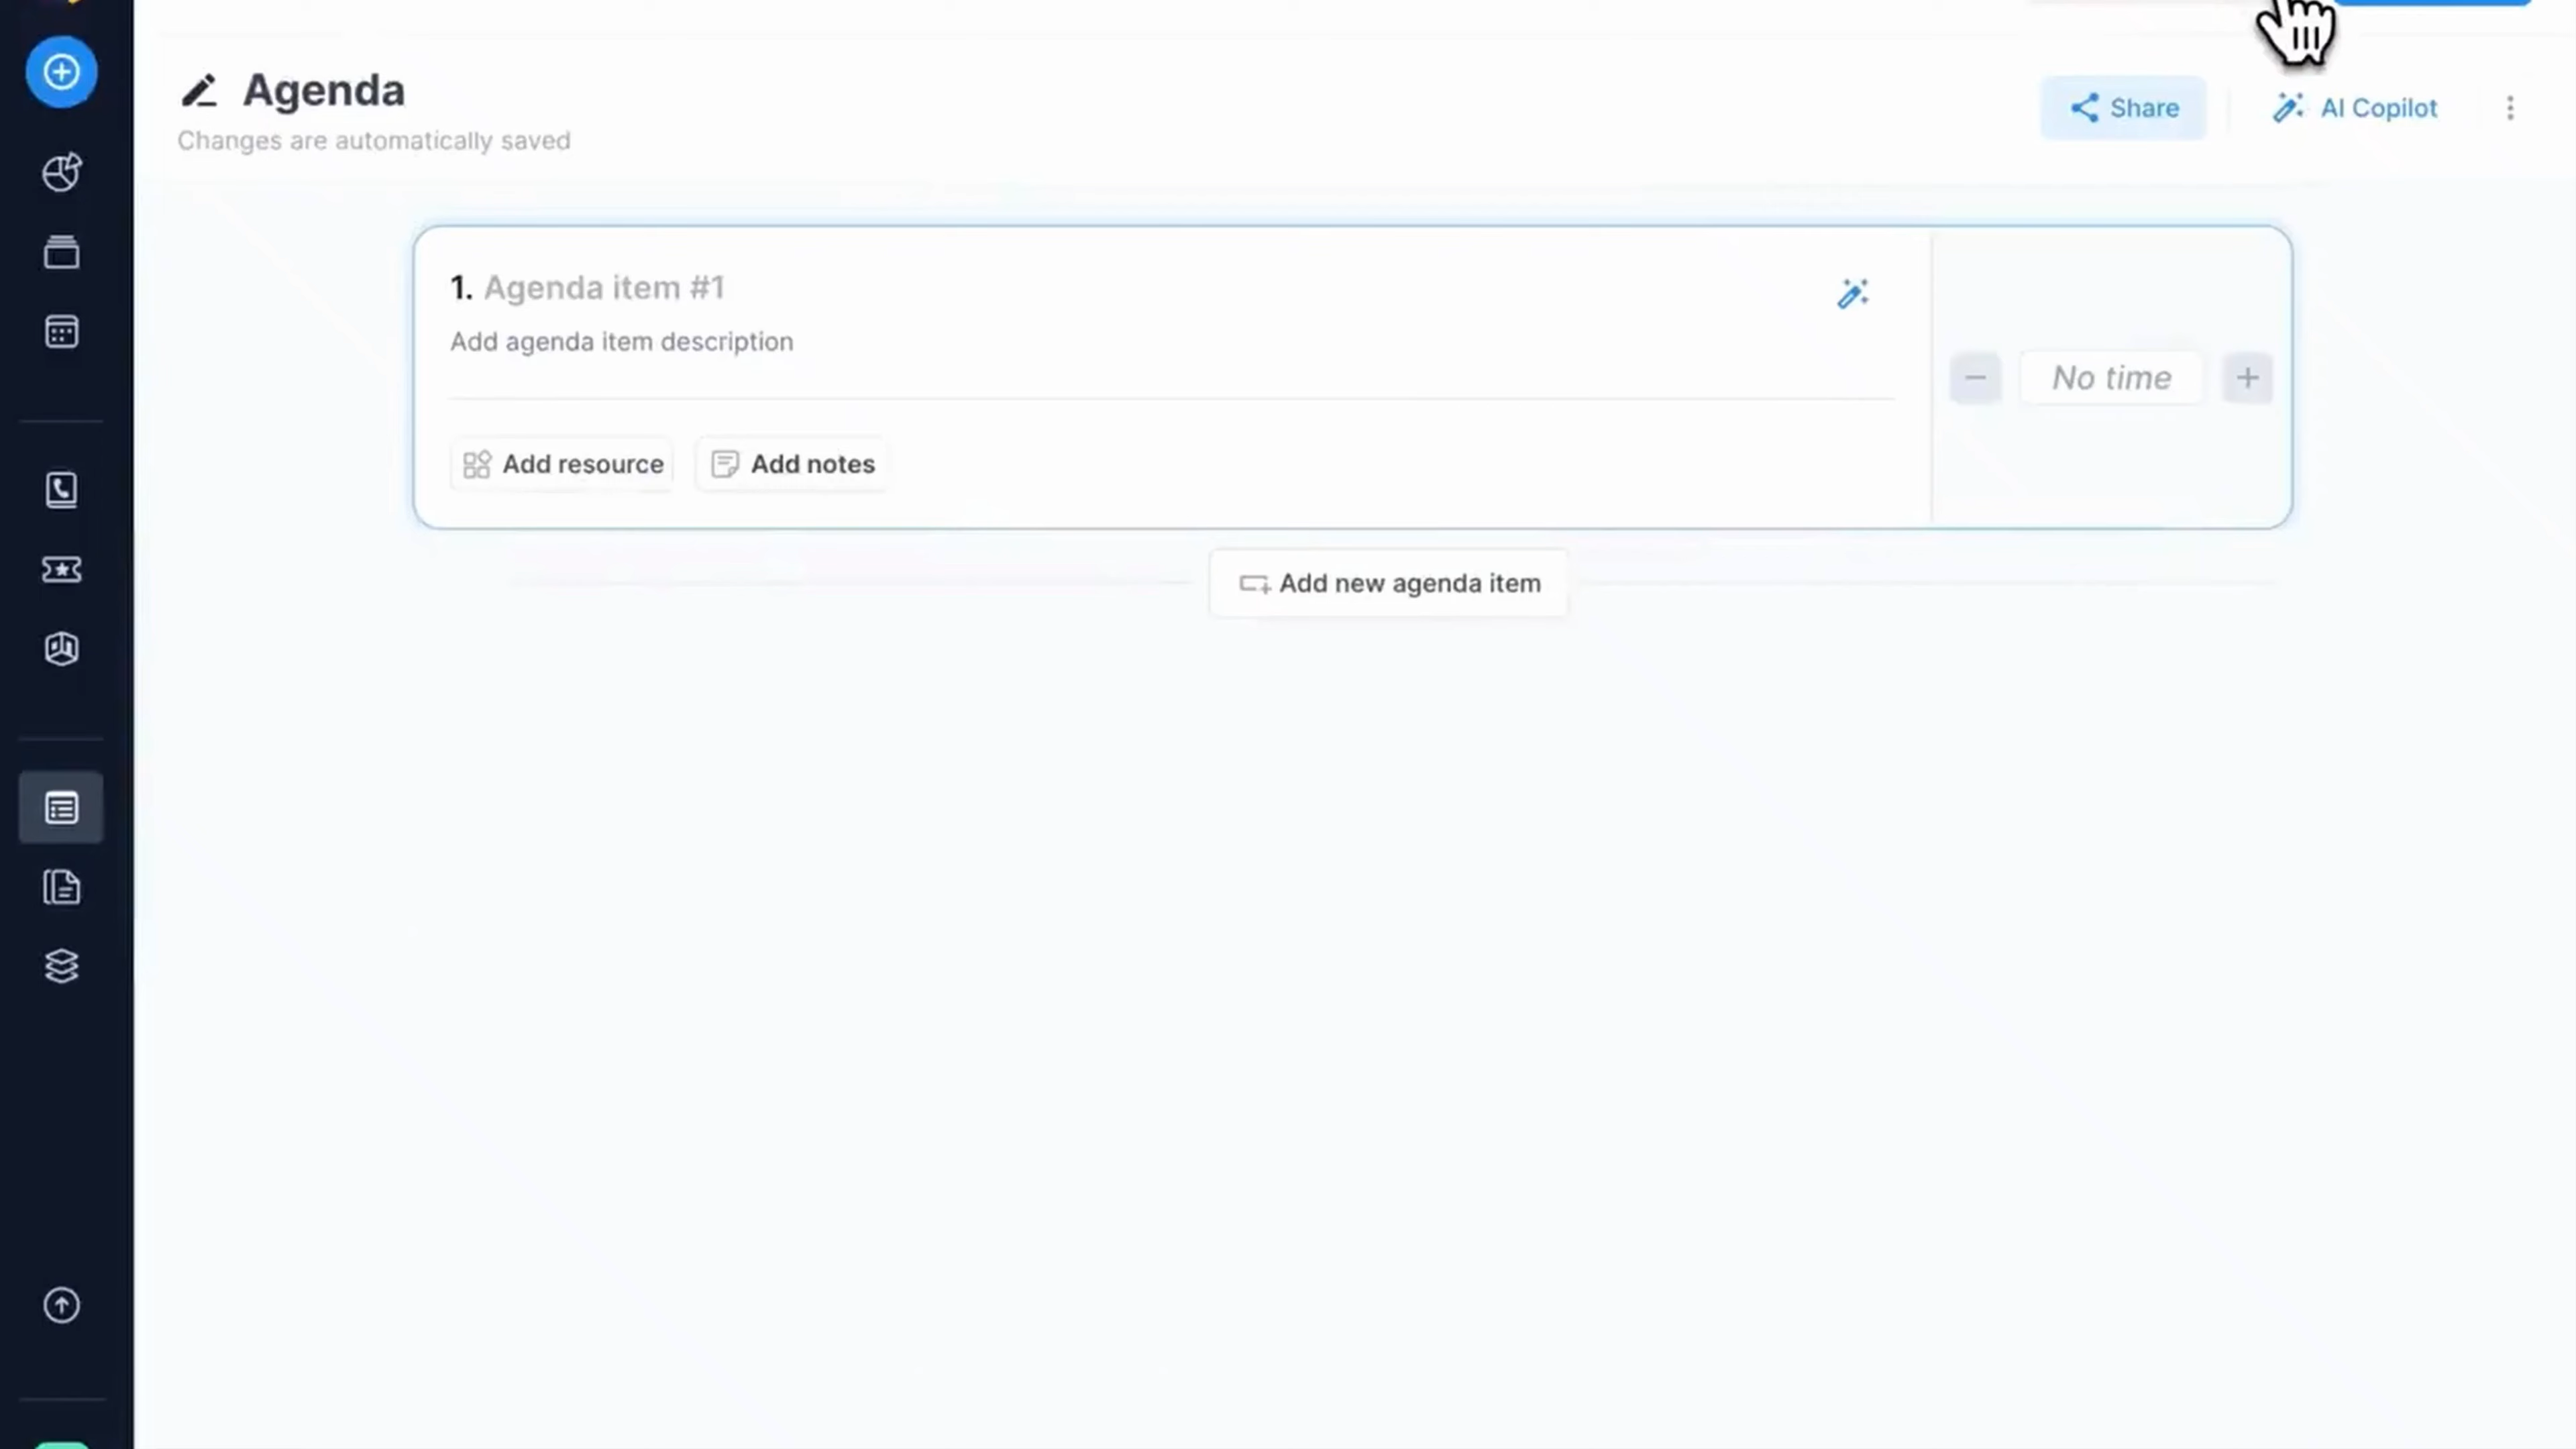 Agenda
Changes are automatically saved
Share
AI Copilot
1. Agenda item #1
Add agenda item description
No time
Add resource
Add notes
Add new agenda item